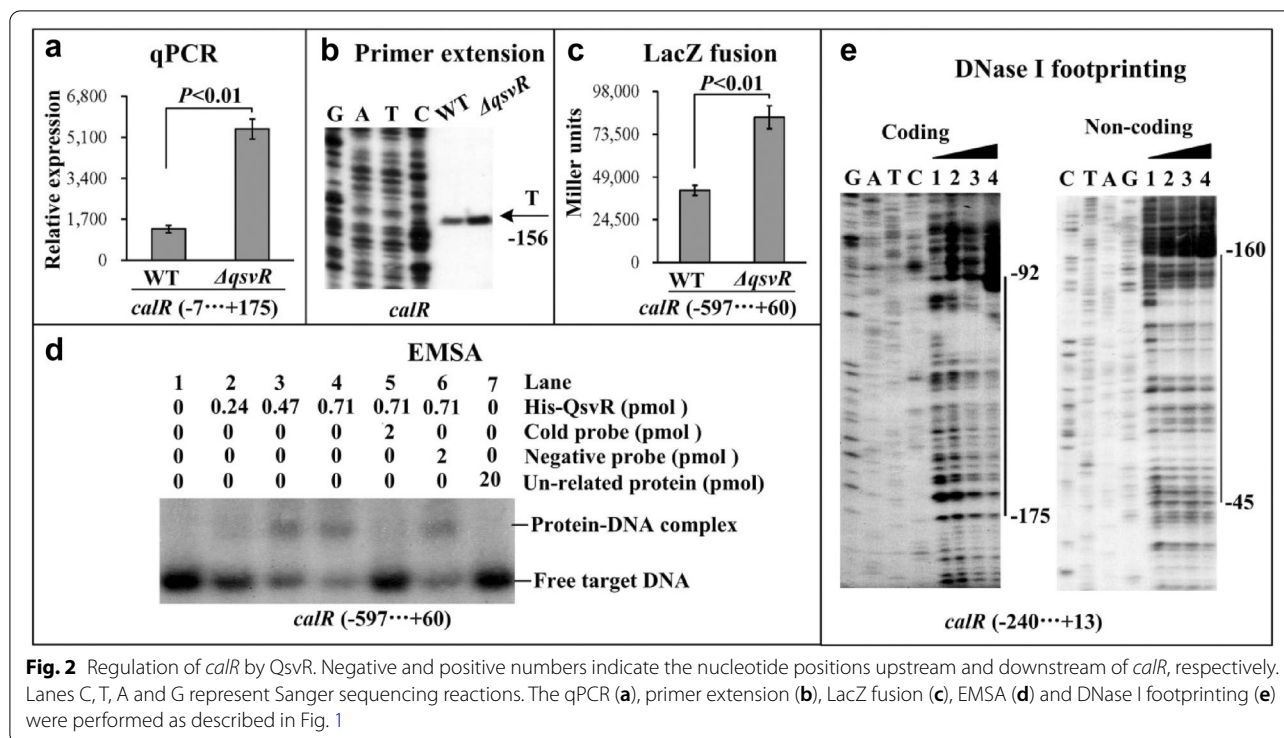 a
qPCR
Relative expression
6,800
5,100
3,400
1,700
0
P<0.01
WT ΔqsvR
calR (-7···+175)
b Primer extension
G A T C WT ΔqsvR
T
-156
calR
c LacZ fusion
Miller units
98,000
73,500
49,000
24,500
0
P<0.01
WT ΔqsvR
calR (-597···+60)
d
EMSA
1 2 3 4 5 6 7 Lane
0 0.24 0.47 0.71 0.71 0.71 0 His-QsvR (pmol )
0 0 0 0 2 0 0 Cold probe (pmol )
0 0 0 0 0 2 0 Negative probe (pmol )
0 0 0 0 0 0 20 Un-related protein (pmol)
Protein-DNA complex
Free target DNA
calR (-597···+60)
e
DNase I footprinting
Coding
G A T C 1 2 3 4
-92
-175
Non-coding
C T A G 1 2 3 4
-160
-45
calR (-240···+13)
Fig. 2 Regulation of calR by QsvR. Negative and positive numbers indicate the nucleotide positions upstream and downstream of calR, respectively.
Lanes C, T, A and G represent Sanger sequencing reactions. The qPCR (a), primer extension (b), LacZ fusion (c), EMSA (d) and DNase I footprinting (e)
were performed as described in Fig. 1